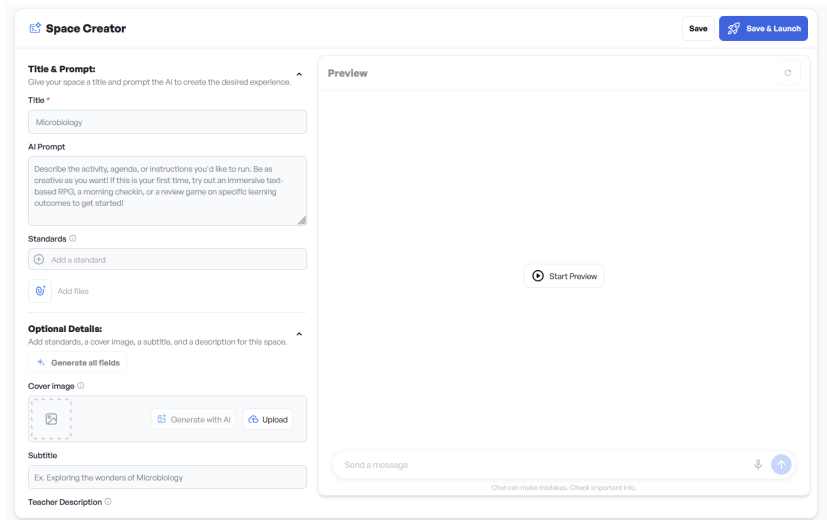 Space Creator
Save
Save & Launch
Title & Prompt:
Give your space a title and prompt the AI to create the desired experience.
Title *
Microbiology
AI Prompt
Describe the activity, agenda, or instructions you'd like to run. Be as
creative as you want! If this is your first time, try out an immersive text-
based RPG, a morning checkin, or a review game on specific learning
outcomes to get started!
Standards
Add a standard
Add files
Optional Details:
Add standards, a cover image, a subtitle, and a description for this space.
Generate all fields
Cover image
Generate with AI
Upload
Subtitle
Ex. Exploring the wonders of Microbiology
Teacher Description
Preview
Start Preview
Send a message
Chat can make mistakes. Check important info.